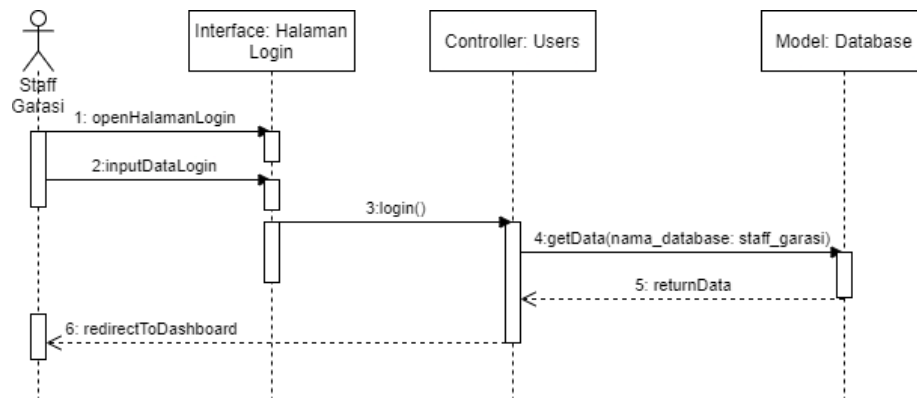 Interface: Halaman
Login
Controller: Users
Model: Database
Staff
Garasi
1: openHalamanLogin
2:inputDataLogin
3:login()
4:getData(nama_database: staff_garasi)
5: returnData
6: redirectToDashboard